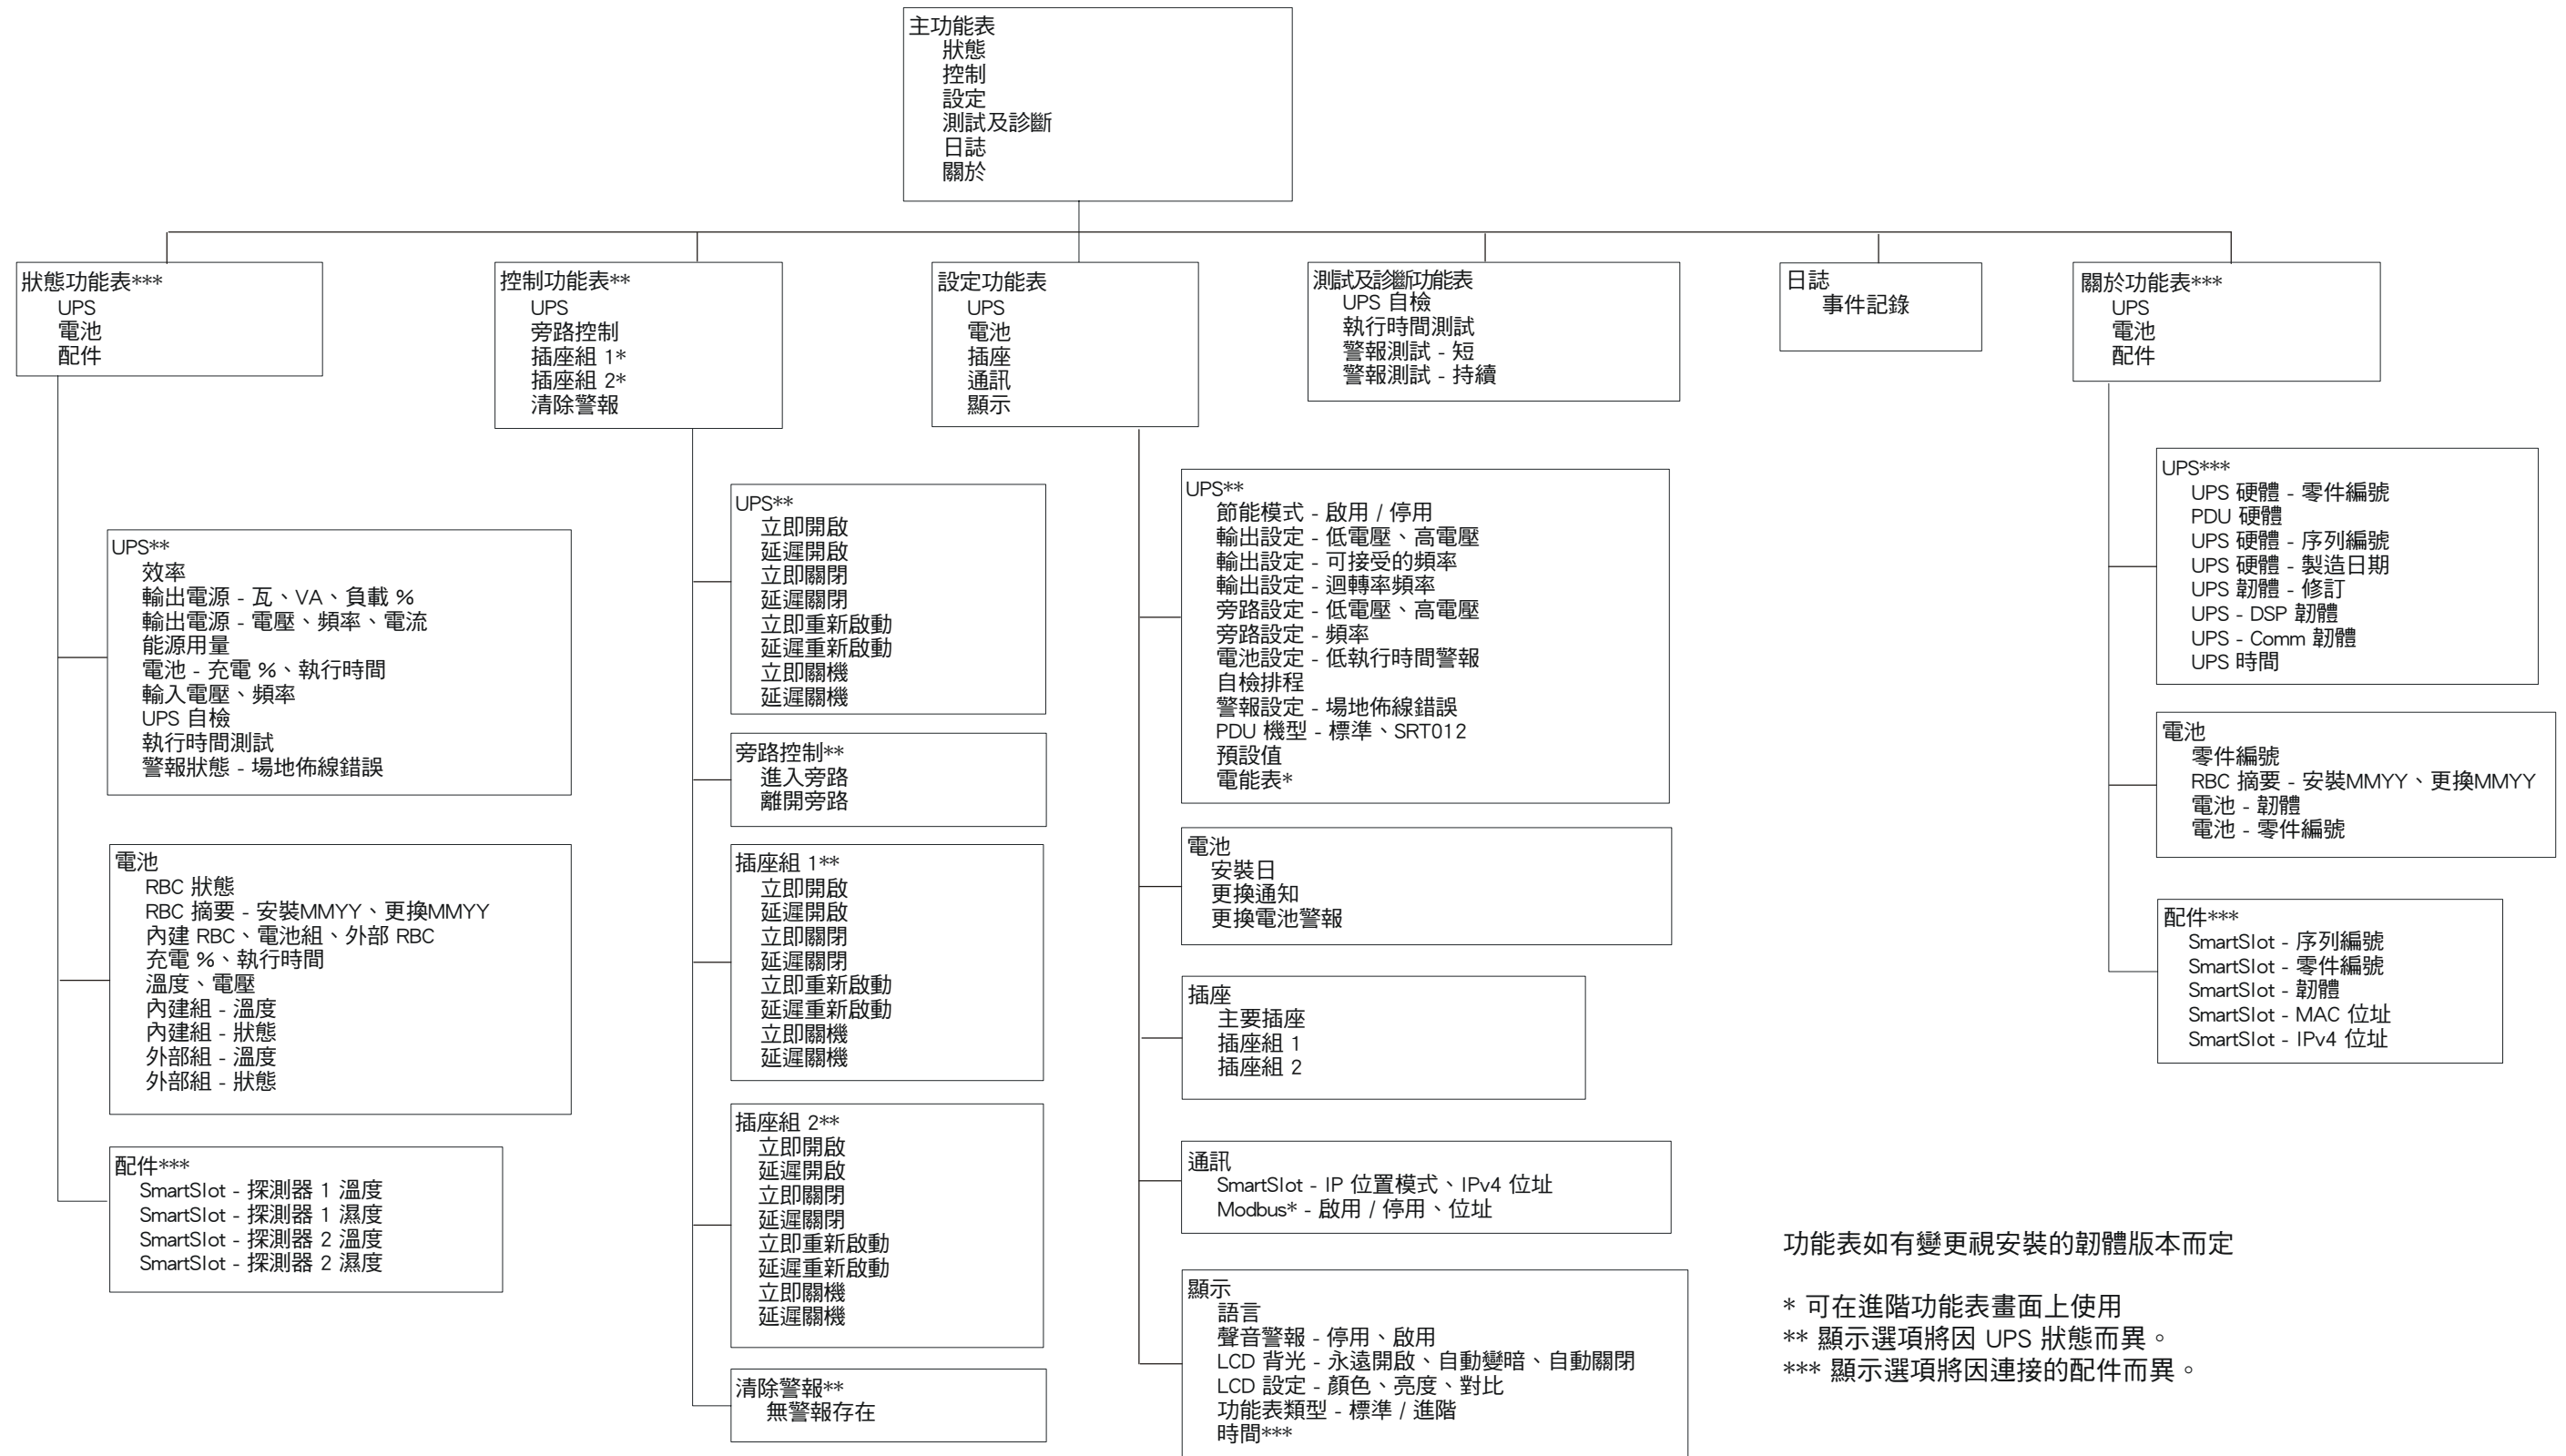 主功能表
狀態
控制
設定
測試及診斷
日誌
關於
狀態功能表***
UPS
電池
配件
UPS**
效率
輸出電源 - 瓦、VA、負載 %
輸出電源 - 電壓、頻率、電流
能源用量
電池 - 充電 %、執行時間
輸入電壓、頻率
UPS 自檢
執行時間測試
警報狀態 - 場地佈線錯誤
電池
RBC 狀態
RBC 摘要 - 安裝MMYY、更換MMYY
內建 RBC、電池組、外部 RBC
充電 %、執行時間
溫度、電壓
內建組 - 溫度
內建組 - 狀態
外部組 - 溫度
外部組 - 狀態
配件***
SmartSlot - 探測器 1 溫度
SmartSlot - 探測器 1 濕度
SmartSlot - 探測器 2 溫度
SmartSlot - 探測器 2 濕度
控制功能表**
UPS
旁路控制
插座組 1*
插座組 2*
清除警報
UPS**
立即開啟
延遲開啟
立即關閉
延遲關閉
立即重新啟動
延遲重新啟動
立即關機
延遲關機
旁路控制**
進入旁路
離開旁路
插座組 1**
立即開啟
延遲開啟
立即關閉
延遲關閉
立即重新啟動
延遲重新啟動
立即關機
延遲關機
插座組 2**
立即開啟
延遲開啟
立即關閉
延遲關閉
立即重新啟動
延遲重新啟動
立即關機
延遲關機
清除警報**
無警報存在
設定功能表
UPS
電池
插座
通訊
顯示
UPS**
節能模式 - 啟用 / 停用
輸出設定 - 低電壓、高電壓
輸出設定 - 可接受的頻率
輸出設定 - 迴轉率頻率
旁路設定 - 低電壓、高電壓
旁路設定 - 頻率
電池設定 - 低執行時間警報
自檢排程
警報設定 - 場地佈線錯誤
PDU 機型 - 標準、SRT012
預設值
電能表*
電池
安裝日
更換通知
更換電池警報
插座
主要插座
插座組 1
插座組 2
通訊
SmartSlot - IP 位置模式、IPv4 位址
Modbus* - 啟用 / 停用、位址
顯示
語言
聲音警報 - 停用、啟用
LCD 背光 - 永遠開啟、自動變暗、自動關閉
LCD 設定 - 顏色、亮度、對比
功能表類型 - 標準 / 進階
時間***
測試及診斷功能表
UPS 自檢
執行時間測試
警報測試 - 短
警報測試 - 持續
日誌
事件記錄
關於功能表***
UPS
電池
配件
UPS***
UPS 硬體 - 零件編號
PDU 硬體
UPS 硬體 - 序列編號
UPS 硬體 - 製造日期
UPS 韌體 - 修訂
UPS - DSP 韌體
UPS - Comm 韌體
UPS 時間
電池
零件編號
RBC 摘要 - 安裝MMYY、更換MMYY
電池 - 韌體
電池 - 零件編號
配件***
SmartSlot - 序列編號
SmartSlot - 零件編號
SmartSlot - 韌體
SmartSlot - MAC 位址
SmartSlot - IPv4 位址
功能表如有變更視安裝的韌體版本而定
* 可在進階功能表畫面上使用
** 顯示選項將因 UPS 狀態而異。
*** 顯示選項將因連接的配件而異。